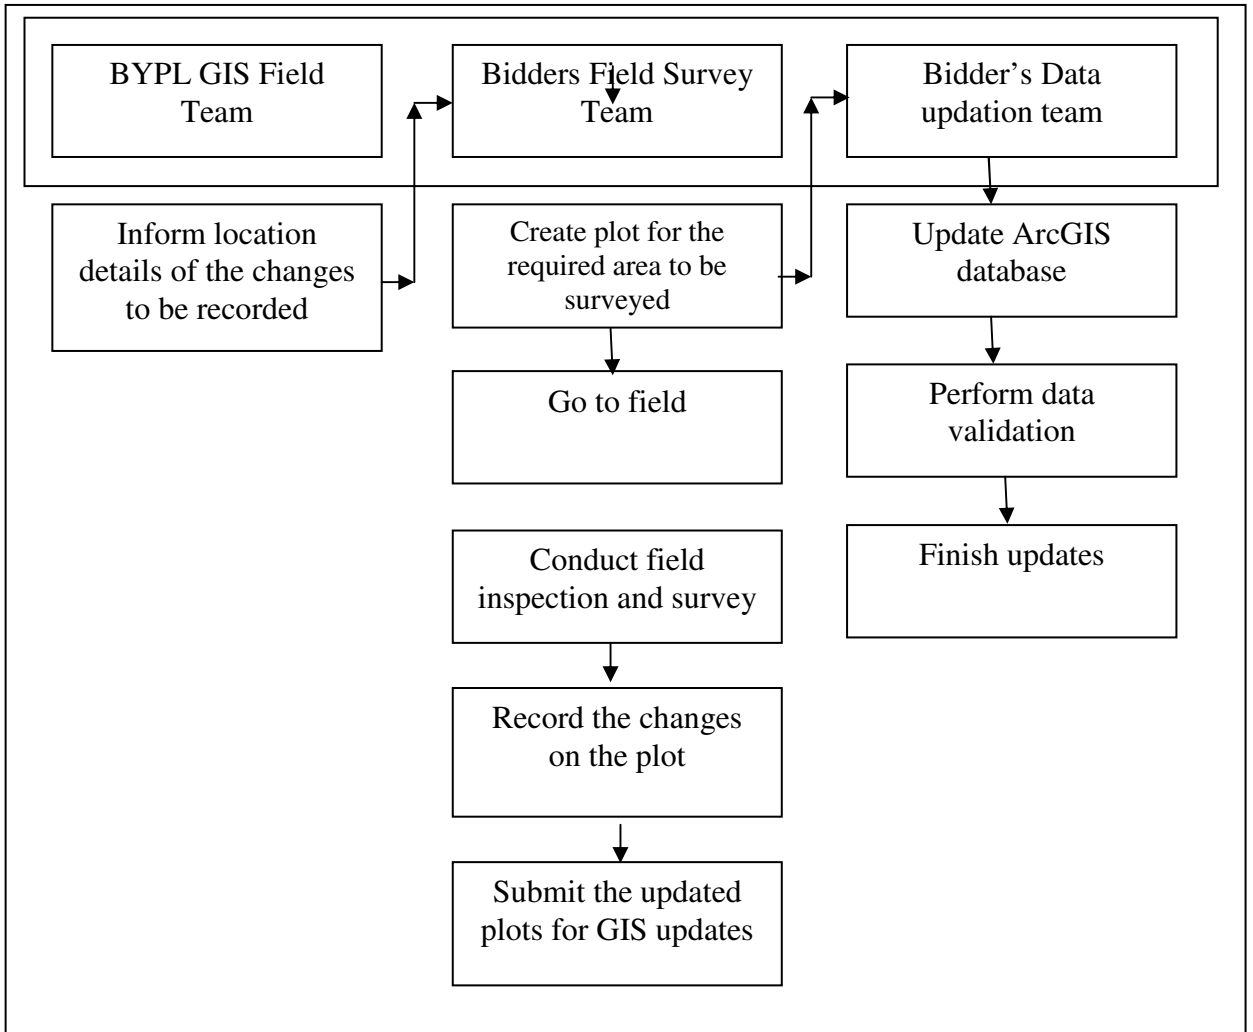 BYPL GIS Field
Team
Bidders Field Survey
Team
Bidder’s Data
updation team
Inform location
details of the changes
to be recorded
Create plot for the
required area to be
surveyed
Update ArcGIS
database
Go to field
Perform data
validation
Conduct field
inspection and survey
Finish updates
Record the changes
on the plot
Submit the updated
plots for GIS updates